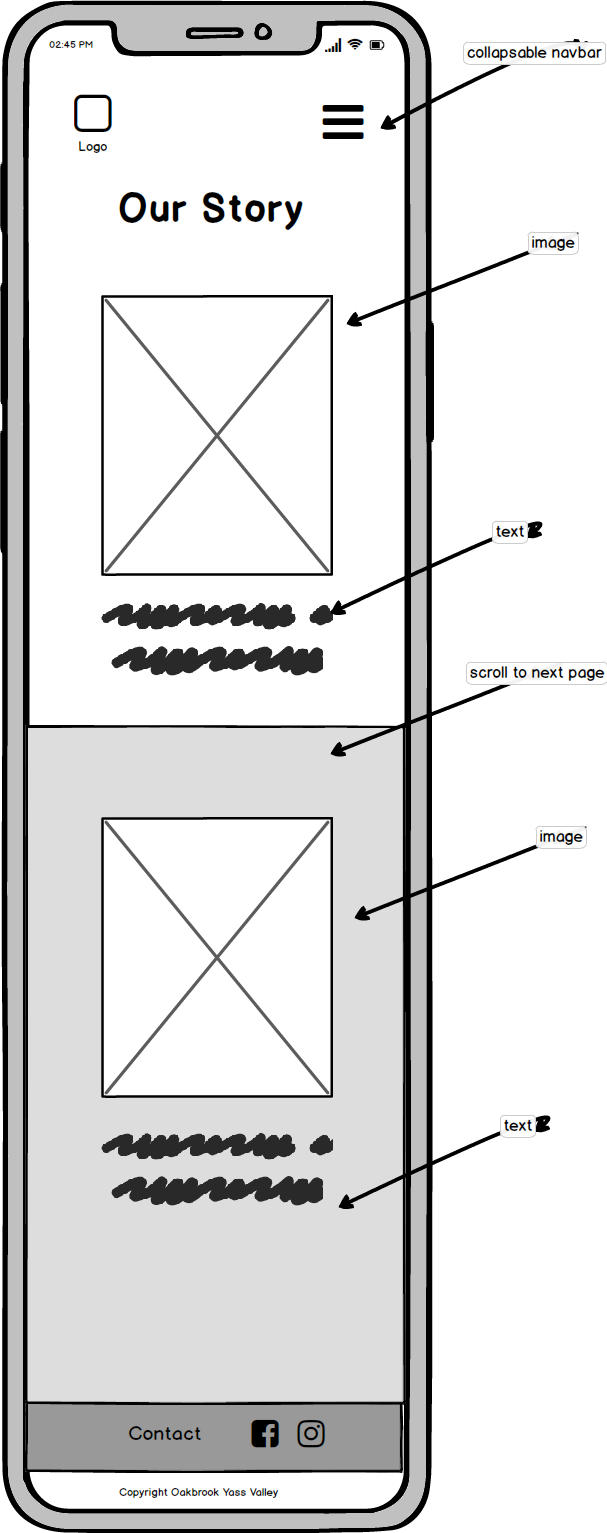 02:45 PM
collapsable navbar
Logo
Our Story
image
text
scroll to next page
image
text
Contact
Copyright Oakbrook Yass Valley